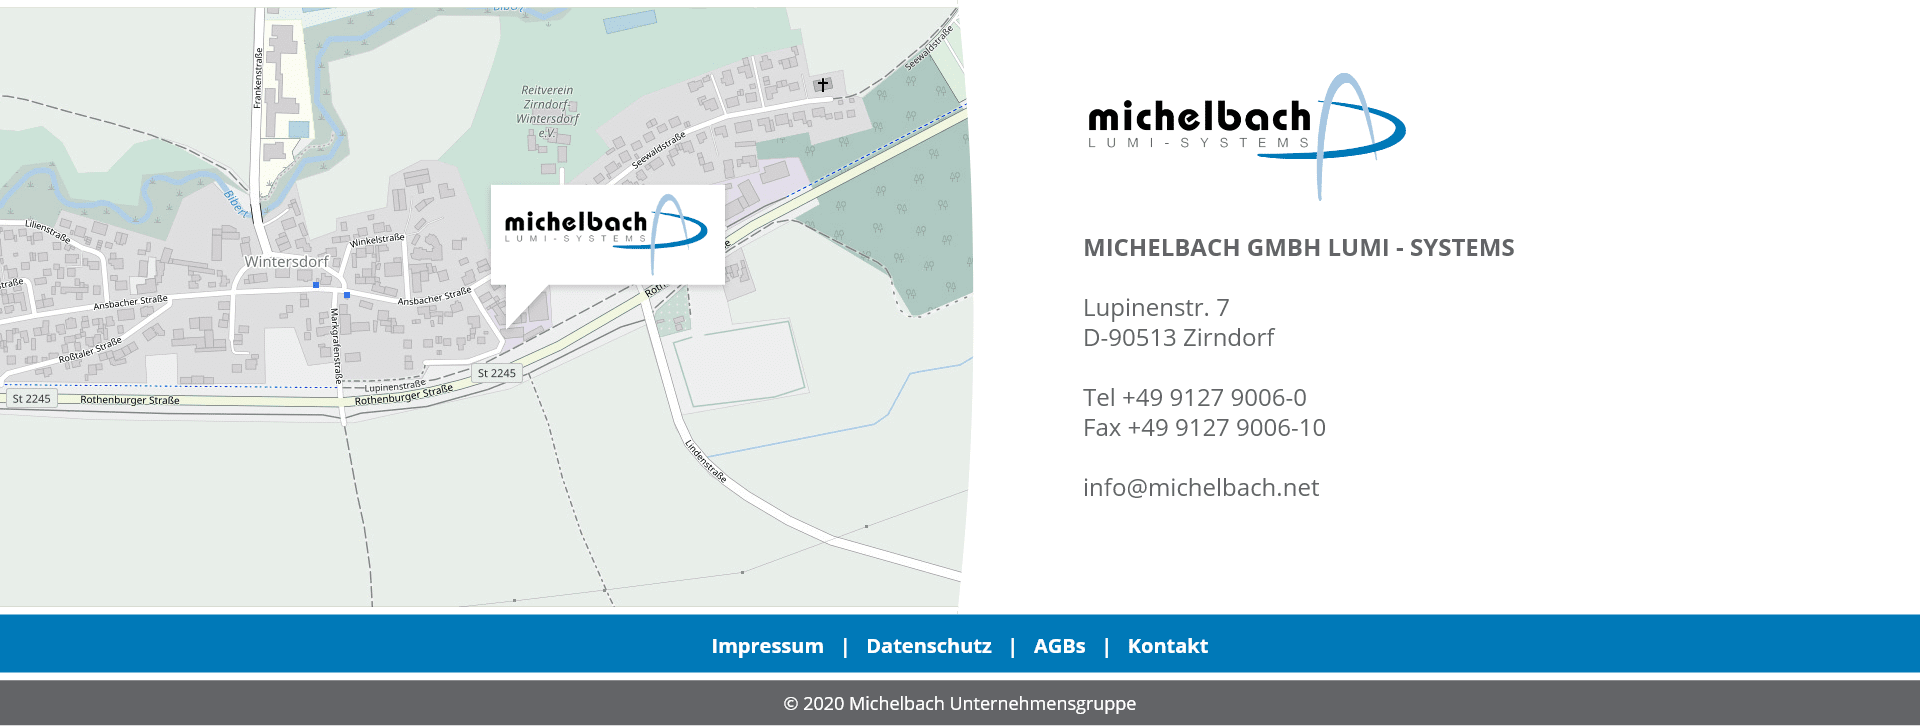 Bibert
Frankenstraße
Seewaldstraße
Reitverein
Zirndorf-
Wintersdorf
e.V.
Seewaldstraße
Bibert
Lilienstraße
Winkelstraße
Wintersdorf
Ansbacher Straße
Ansbacher Straße
Markgrafenstraße
Roßtaler Straße
Lupinenstraße
St 2245
St 2245
Rothenburger Straße
Rothenburger Straße
Lindenstraße
michelbach
LUMI-SYSTEMS
michelbach
LUMI-SYSTEMS
MICHELBACH GMBH LUMI - SYSTEMS
Lupinenstr. 7
D-90513 Zirndorf
Tel +49 9127 9006-0
Fax +49 9127 9006-10
info@michelbach.net
Impressum | Datenschutz | AGBs | Kontakt
© 2020 Michelbach Unternehmensgruppe